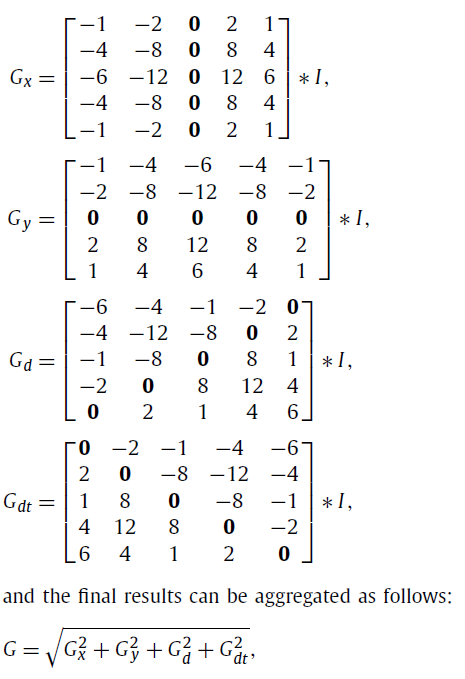 −1 −2 0 2 1
−4 −8 0 8 4
Gx = −6 −12 0 12 6 * I,
−4 −8 0 8 4
−1 −2 0 2 1
−1 −4 −6 −4 −1
−2 −8 −12 −8 −2
Gy = 0 0 0 0 0 * I,
2 8 12 8 2
1 4 6 4 1
−6 −4 −1 −2 0
−4 −12 −8 0 2
Gd = −1 −8 0 8 1 * I,
−2 0 8 12 4
0 2 1 4 6
0 −2 −1 −4 −6
2 0 −8 −12 −4
Gdt = 1 8 0 −8 −1 * I,
4 12 8 0 −2
6 4 1 2 0
and the final results can be aggregated as follows:
G = √(Gx² + Gy² + Gd² + Gdt²),